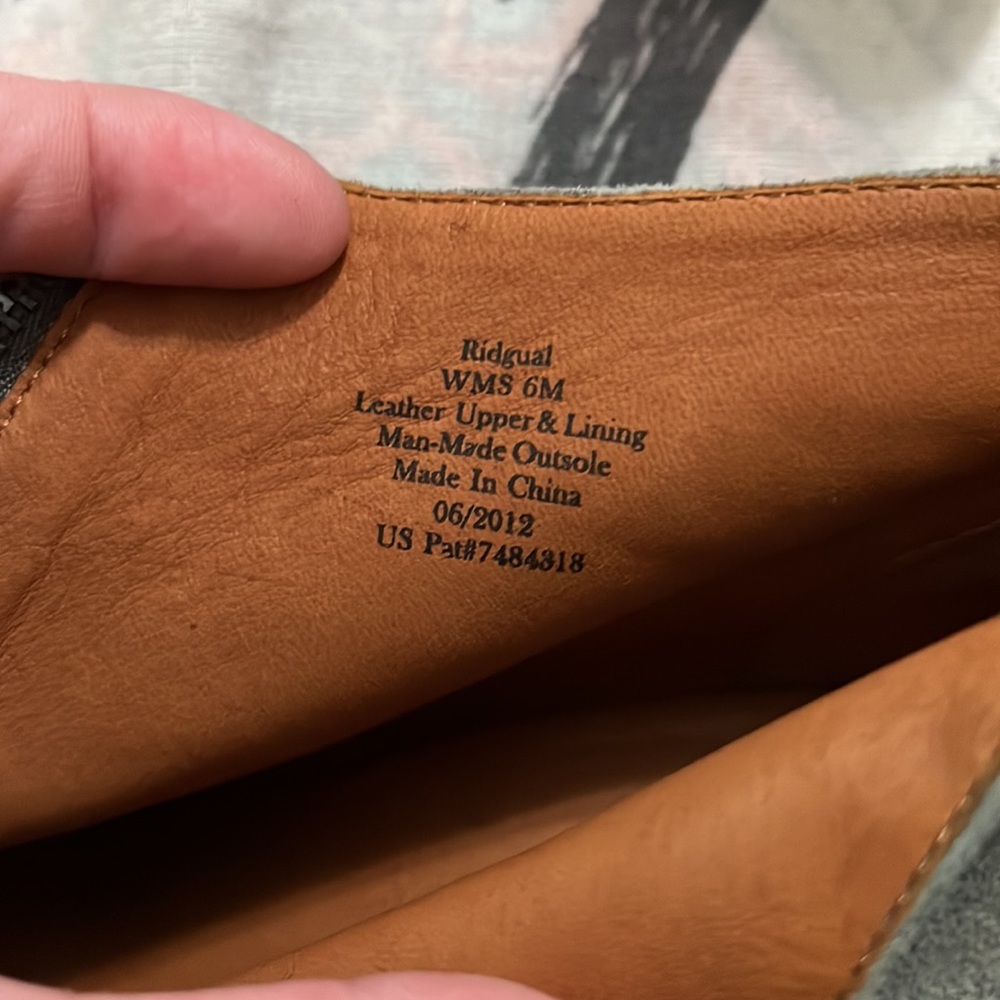 Ridgual
WMS 6M
Leather Upper & Lining
Man-Made Outsole
Made In China
06/2012
US Pat#7484318